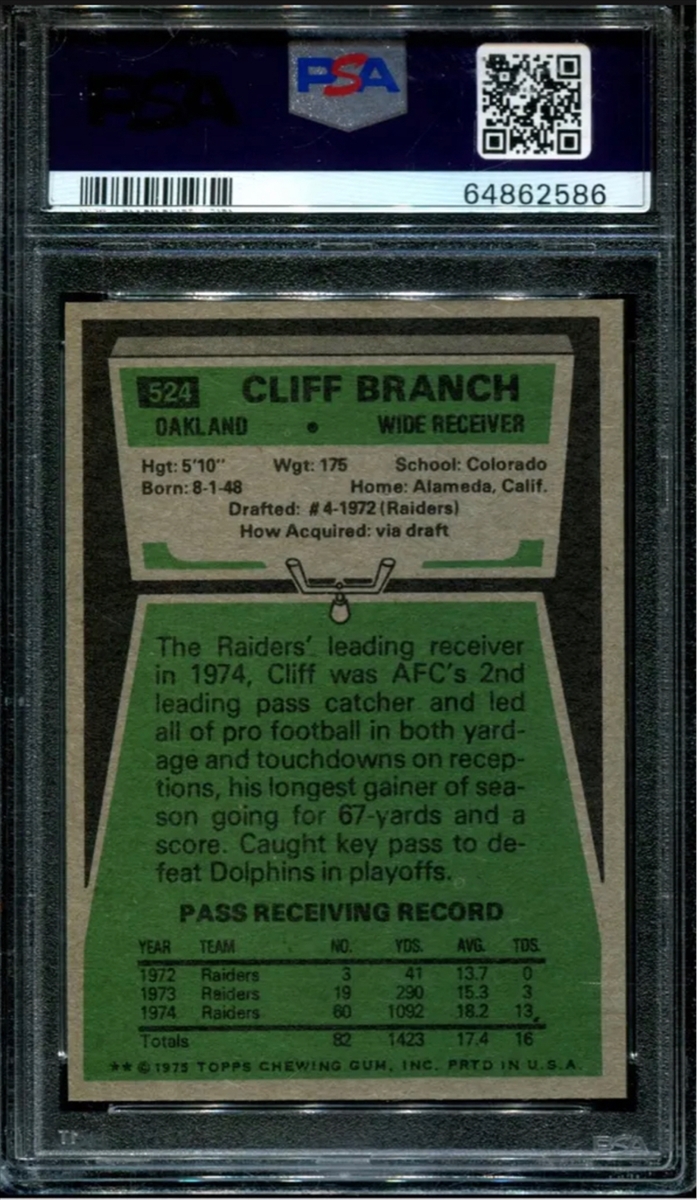 PSA
PSA
64862586
524 CLIFF BRANCH
OAKLAND • WIDE RECEIVER
Hgt: 5'10" Wgt: 175 School: Colorado
Born: 8-1-48 Home: Alameda, Calif.
Drafted: #4-1972 (Raiders)
How Acquired: via draft
The Raiders' leading receiver
in 1974, Cliff was AFC's 2nd
leading pass catcher and led
all of pro football in both yard-
age and touchdowns on recep-
tions, his longest gainer of sea-
son going for 67-yards and a
score. Caught key pass to de-
feat Dolphins in playoffs.
PASS RECEIVING RECORD
YEAR TEAM NO. YDS. AVG. TDS.
1972 Raiders 3 41 13.7 0
1973 Raiders 19 290 15.3 3
1974 Raiders 60 1092 18.2 13
Totals 82 1423 17.4 16
** © 1975 TOPPS CHEWING GUM, INC. PRTD IN U.S.A.
PSA